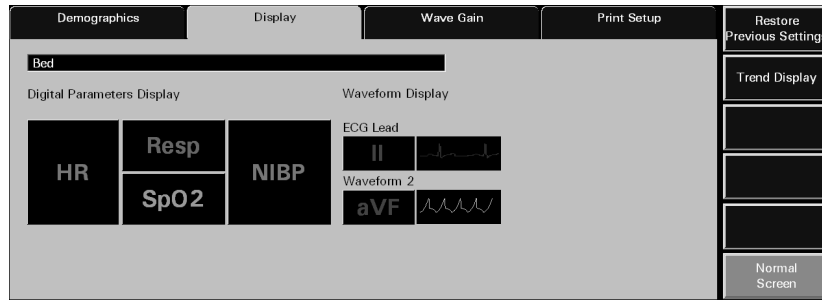 Demographics
Display
Wave Gain
Print Setup
Restore
Previous Setting
Bed
Trend Display
Digital Parameters Display
Waveform Display
ECG Lead
HR
Resp
SpO2
NIBP
II
Waveform 2
aVF
Normal
Screen